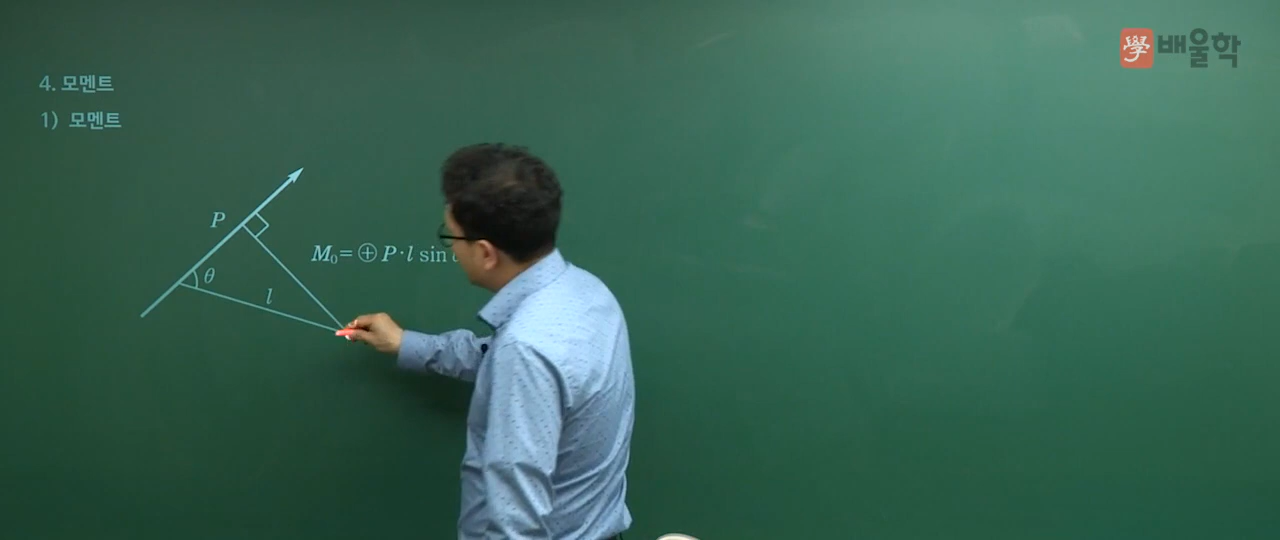 學 배울학
4. 모멘트
1) 모멘트
P
M₀= ⊕ P·l sin
θ
l